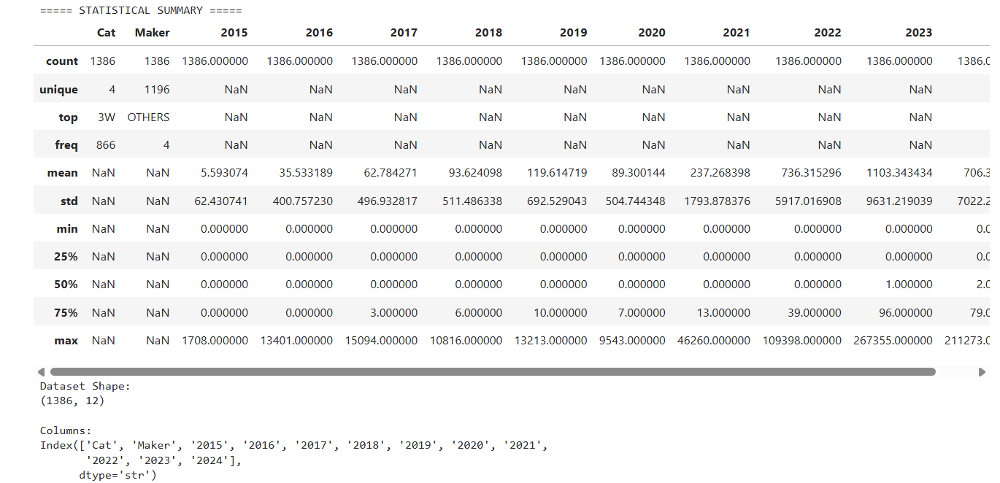 ===== STATISTICAL SUMMARY =====
Cat Maker 2015 2016 2017 2018 2019 2020 2021 2022 2023
count 1386 1386 1386.000000 1386.000000 1386.000000 1386.000000 1386.000000 1386.000000 1386.000000 1386.000000 1386.000000 1386.0
unique 4 1196 NaN NaN NaN NaN NaN NaN NaN NaN NaN
top 3W OTHERS NaN NaN NaN NaN NaN NaN NaN NaN NaN
freq 866 4 NaN NaN NaN NaN NaN NaN NaN NaN NaN
mean NaN NaN 5.593074 35.533189 62.784271 93.624098 119.614719 89.300144 237.268398 736.315296 1103.343434 706.3
std NaN NaN 62.430741 400.757230 496.932817 511.486338 692.529043 504.744348 1793.878376 5917.016908 9631.219039 7022.2
min NaN NaN 0.000000 0.000000 0.000000 0.000000 0.000000 0.000000 0.000000 0.000000 0.000000 0.0
25% NaN NaN 0.000000 0.000000 0.000000 0.000000 0.000000 0.000000 0.000000 0.000000 0.000000 0.0
50% NaN NaN 0.000000 0.000000 0.000000 0.000000 0.000000 0.000000 0.000000 0.000000 1.000000 2.0
75% NaN NaN 0.000000 0.000000 3.000000 6.000000 10.000000 7.000000 13.000000 39.000000 96.000000 79.0
max NaN NaN 1708.000000 13401.000000 15094.000000 10816.000000 13213.000000 9543.000000 46260.000000 109398.000000 267355.000000 211273.0
Dataset Shape:
(1386, 12)
Columns:
Index(['Cat', 'Maker', '2015', '2016', '2017', '2018', '2019', '2020', '2021',
'2022', '2023', '2024'],
dtype='str')